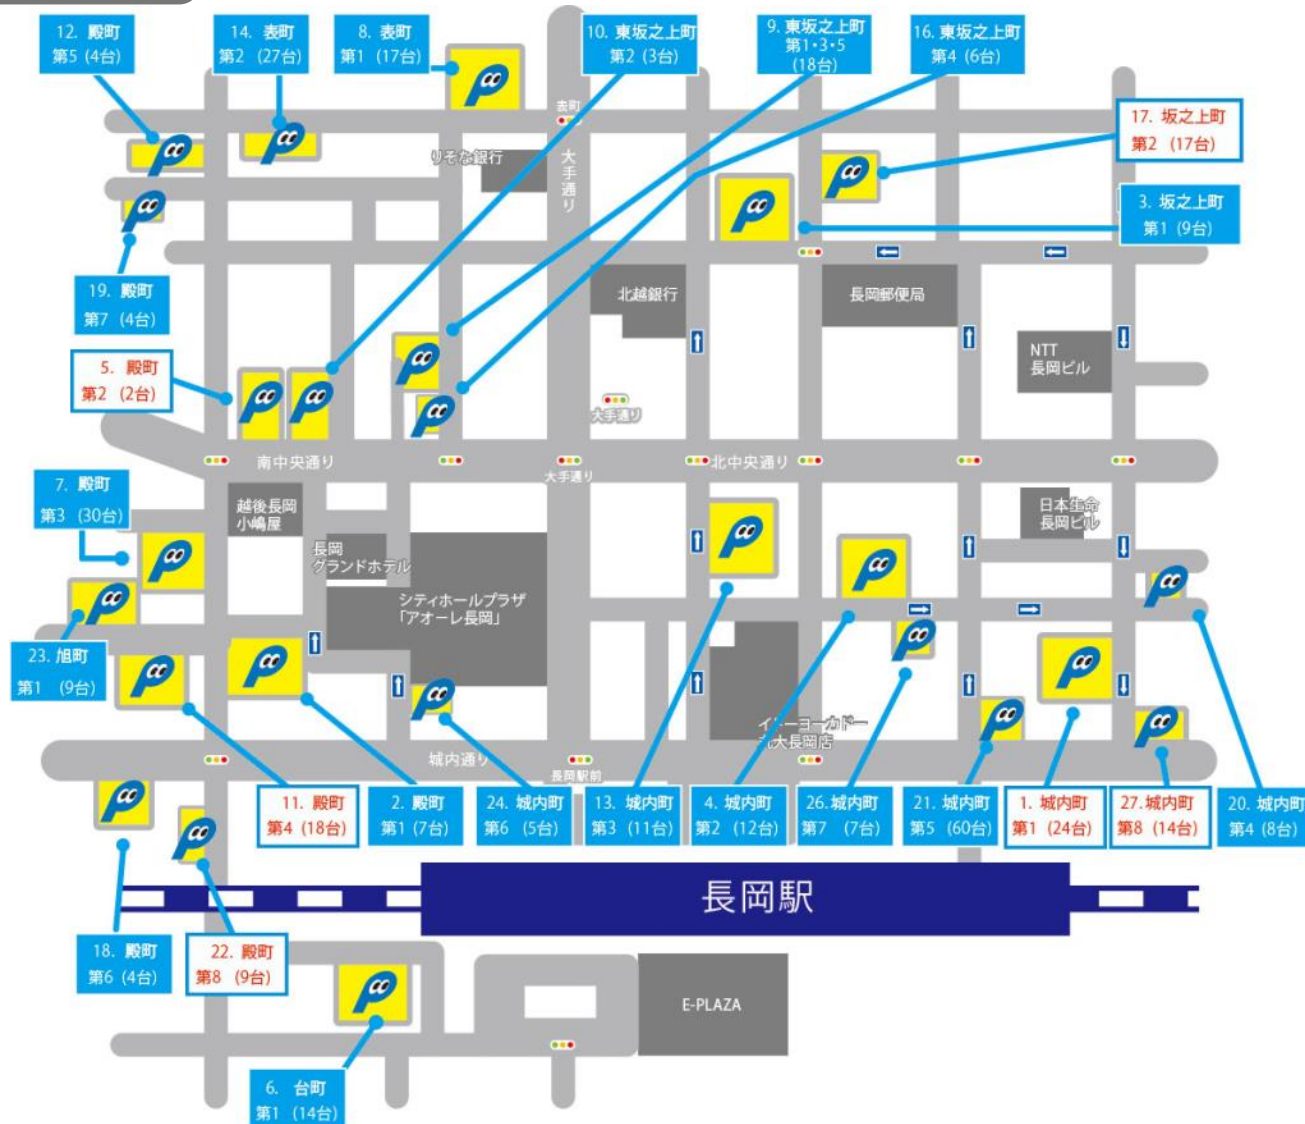 12. 殿町
第5 (4台)
14. 表町
第2 (27台)
8. 表町
第1 (17台)
10. 東坂之上町
第2 (3台)
9. 東坂之上町
第1・3・5
(18台)
16. 東坂之上町
第4 (6台)
17. 坂之上町
第2 (17台)
3. 坂之上町
第1 (9台)
表町
大手通り
りそな銀行
19. 殿町
第7 (4台)
北越銀行
長岡郵便局
NTT
長岡ビル
5. 殿町
第2 (2台)
大手通り
南中央通り
大手通り
北中央通り
7. 殿町
第3 (30台)
越後長岡
小嶋屋
日本生命
長岡ビル
長岡
グランドホテル
シティホールプラザ
「アオーレ長岡」
23. 旭町
第1 (9台)
イトーヨーカドー
丸大長岡店
城内通り
長岡駅前
11. 殿町
第4 (18台)
2. 殿町
第1 (7台)
24. 城内町
第6 (5台)
13. 城内町
第3 (11台)
4. 城内町
第2 (12台)
26.城内町
第7 (7台)
21. 城内町
第5 (60台)
1. 城内町
第1 (24台)
27.城内町
第8 (14台)
20. 城内町
第4 (8台)
長岡駅
18. 殿町
第6 (4台)
22. 殿町
第8 (9台)
E-PLAZA
6. 台町
第1 (14台)